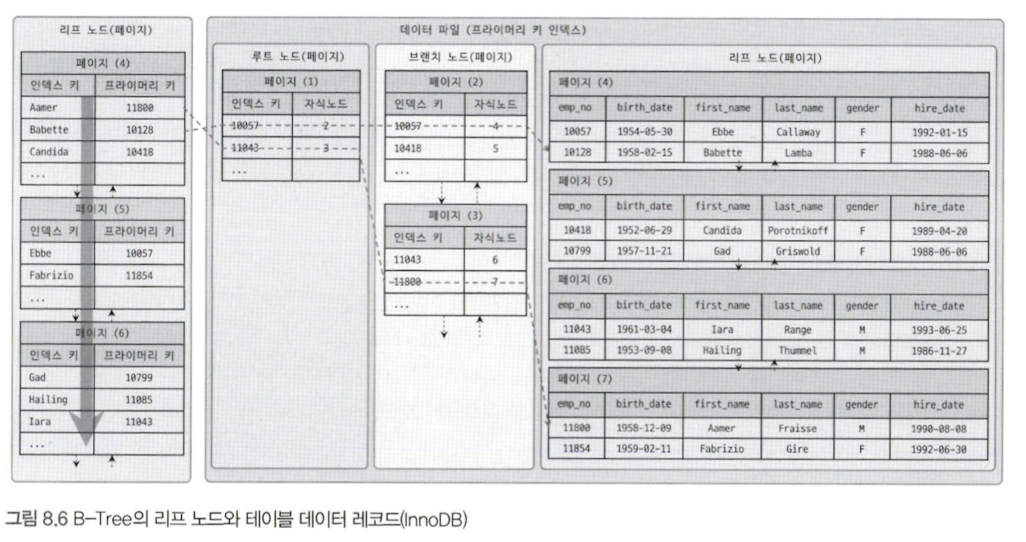 리프 노드(페이지)
페이지 (4)
인덱스 키 프라이머리 키
Aamer 11800
Babette 10128
Candida 10418
...
페이지 (5)
인덱스 키 프라이머리 키
Ebbe 10057
Fabrizio 11854
...
페이지 (6)
인덱스 키 프라이머리 키
Gad 10799
Hailing 11085
Iara 11043
...
데이터 파일 (프라이머리 키 인덱스)
루트 노드(페이지)
페이지 (1)
인덱스 키 자식노드
10057 2
11043 3
...
브랜치 노드(페이지)
페이지 (2)
인덱스 키 자식노드
10057 4
10418 5
...
페이지 (3)
인덱스 키 자식노드
11043 6
11800 7
...
리프 노드(페이지)
페이지 (4)
emp_no birth_date first_name last_name gender hire_date
10057 1954-05-30 Ebbe Callaway F 1992-01-15
10128 1958-02-15 Babette Lamba F 1988-06-06
페이지 (5)
emp_no birth_date first_name last_name gender hire_date
10418 1952-06-29 Candida Porotnikoff F 1989-04-20
10799 1957-11-21 Gad Griswold F 1988-06-06
페이지 (6)
emp_no birth_date first_name last_name gender hire_date
11043 1961-03-04 Iara Range M 1993-06-25
11085 1953-09-08 Hailing Thummel M 1986-11-27
페이지 (7)
emp_no birth_date first_name last_name gender hire_date
11800 1958-12-09 Aamer Fraisse M 1990-08-08
11854 1959-02-11 Fabrizio Gire F 1992-06-30
그림 8.6 B-Tree의 리프 노드와 테이블 데이터 레코드(InnoDB)